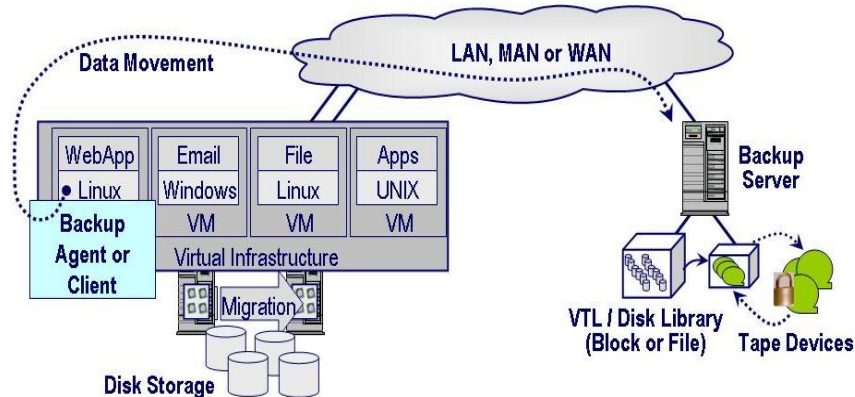 LAN, MAN or WAN
Data Movement
WebApp
Email
File
Apps
Linux
Windows
Linux
UNIX
VM
VM
VM
Backup
Agent or
Client
Virtual Infrastructure
Migration
Disk Storage
Backup
Server
VTL / Disk Library
(Block or File)
Tape Devices